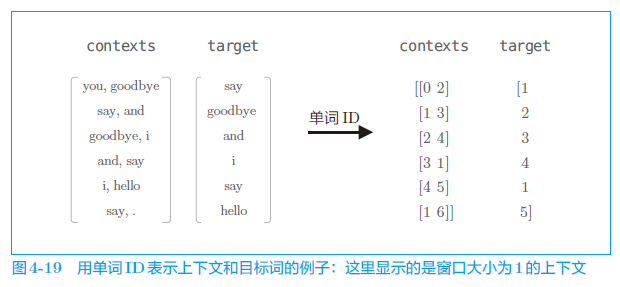 contexts target contexts target
you, goodbye say [[0 2] [1
say, and goodbye [1 3] 2
goodbye, i and 单词 ID [2 4] 3
and, say i [3 1] 4
i, hello say [4 5] 1
say, . hello [1 6]] 5]
图 4-19 用单词 ID 表示上下文和目标词的例子：这里显示的是窗口大小为 1 的上下文